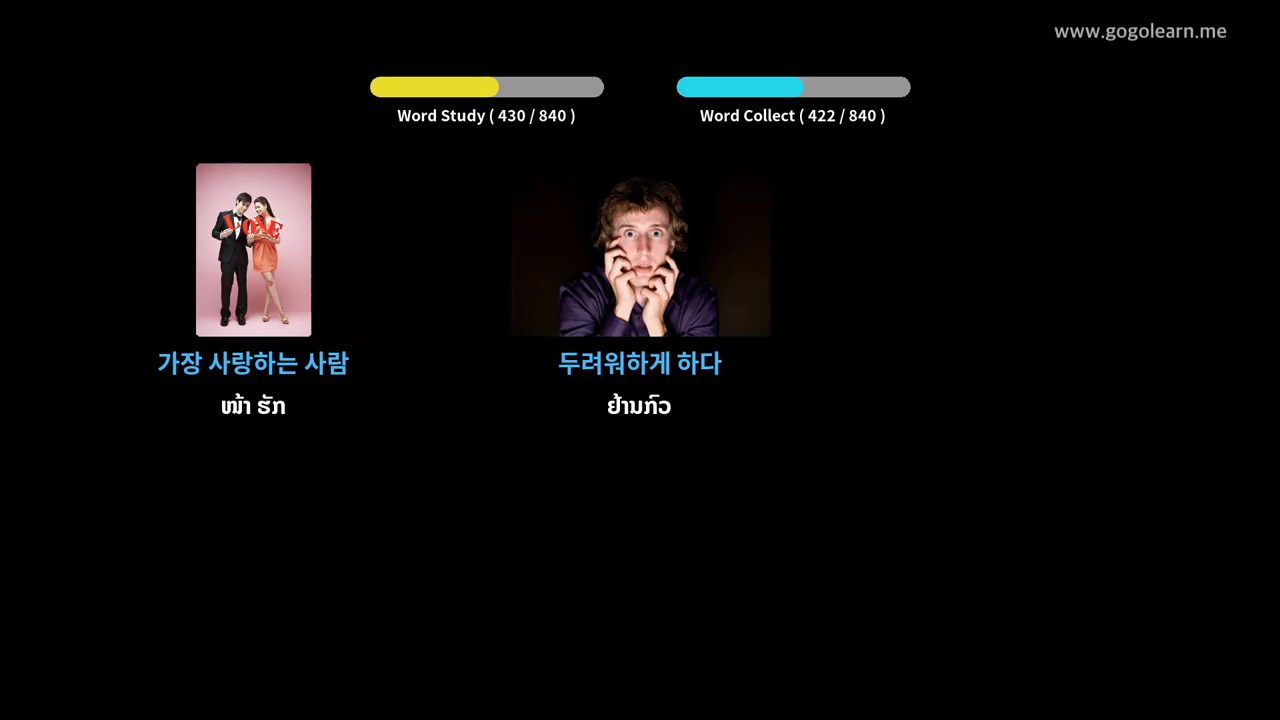 www.gogolearn.me
Word Study ( 430 / 840 )
Word Collect ( 422 / 840 )
LOVE
가장 사랑하는 사람
두려워하게 하다
ໜ້າ ຮັກ
ຢ້ານກົວ